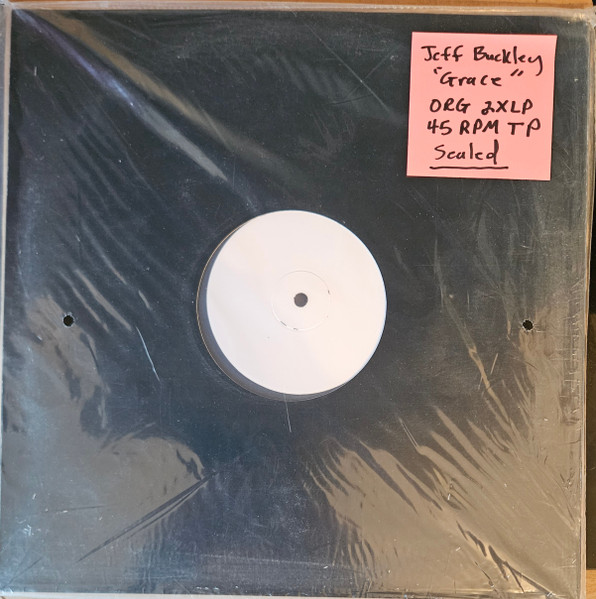 Jeff Buckley
"Grace"
ORG 2XLP
45 RPM TP
Sealed